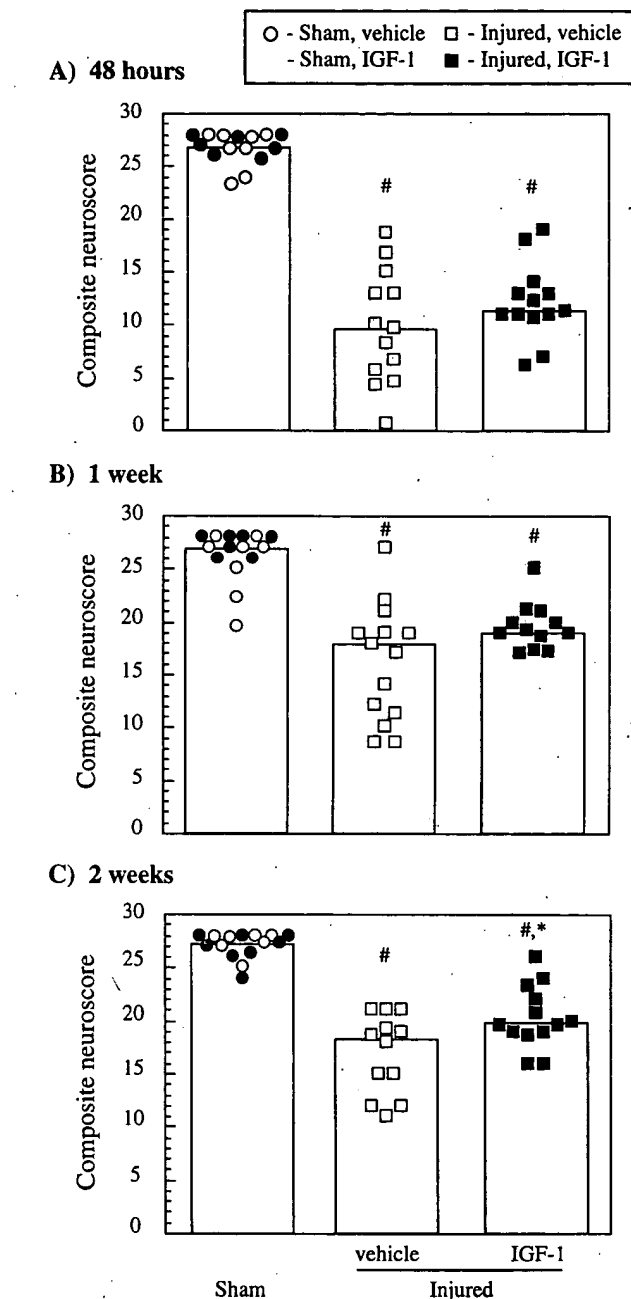 - Sham, vehicle - Injured, vehicle
- Sham, IGF-1 - Injured, IGF-1
A) 48 hours
Composite neuroscore
30
25
20
15
10
5
0
# #
B) 1 week
Composite neuroscore
30
25
20
15
10
5
0
# #
C) 2 weeks
Composite neuroscore
30
25
20
15
10
5
0
# #,*
vehicle IGF-1
Sham Injured